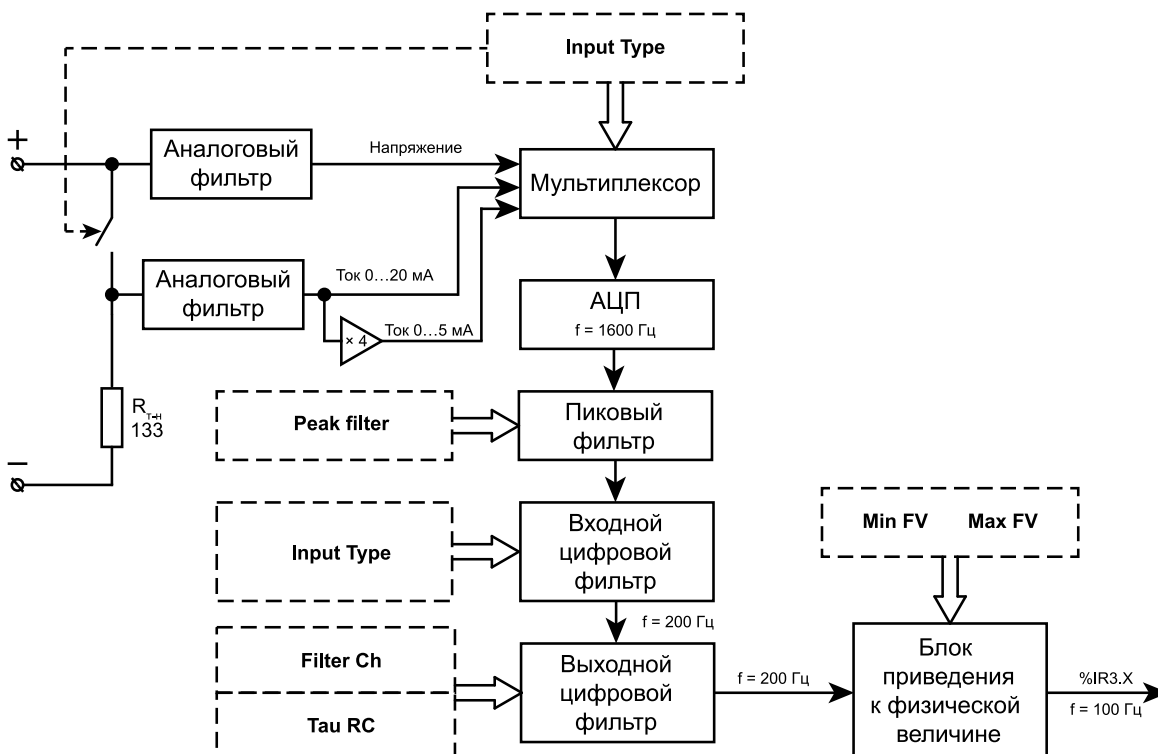 Input Type
+
Аналоговый
фильтр
Напряжение
Мультиплексор
Аналоговый
фильтр
Ток 0...20 мА
× 4
Ток 0...5 мА
АЦП
f = 1600 Гц
R т-н
133
–
Peak filter
Пиковый
фильтр
Input Type
Входной
цифровой
фильтр
Min FV Max FV
f = 200 Гц
Filter Ch
Tau RC
Выходной
цифровой
фильтр
f = 200 Гц
Блок
приведения
к физической
величине
%IR3.X
f = 100 Гц